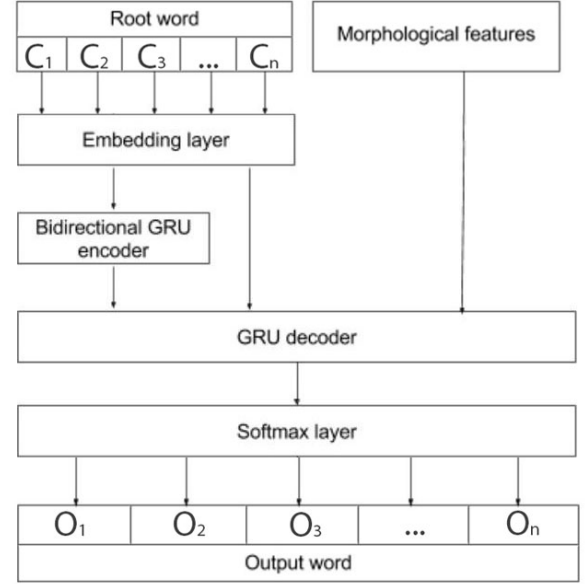 Root word
Morphological features
C1 C2 C3 ... Cn
Embedding layer
Bidirectional GRU
encoder
GRU decoder
Softmax layer
O1 O2 O3 ... On
Output word